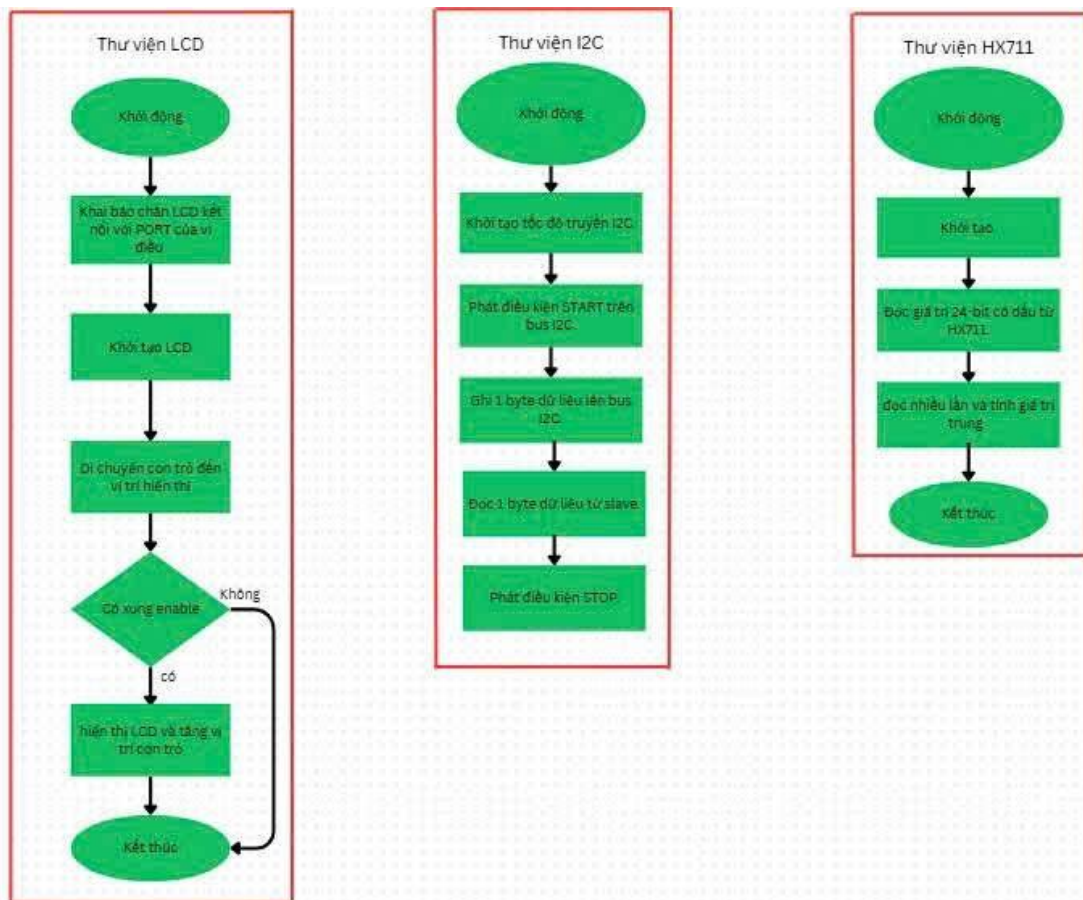 Thư viện LCD
Khởi động
Khai báo chân LCD kết
nối với PORT của vi
điều
Khởi tạo LCD
Di chuyển con trỏ đến
vị trí hiển thị
Có xung enable
Không
có
hiển thị LCD và tăng vị
trí con trỏ
Kết thúc
Thư viện I2C
Khởi động
Khởi tạo tốc độ truyền I2C.
Phát điều kiện START trên
bus I2C.
Ghi 1 byte dữ liệu lên bus
I2C.
Đọc 1 byte dữ liệu từ slave.
Phát điều kiện STOP
Thư viện HX711
Khởi động
Khởi tạo
Đọc giá trị 24-bit có dấu từ
HX711.
đọc nhiều lần và tính giá trị
trung
Kết thúc